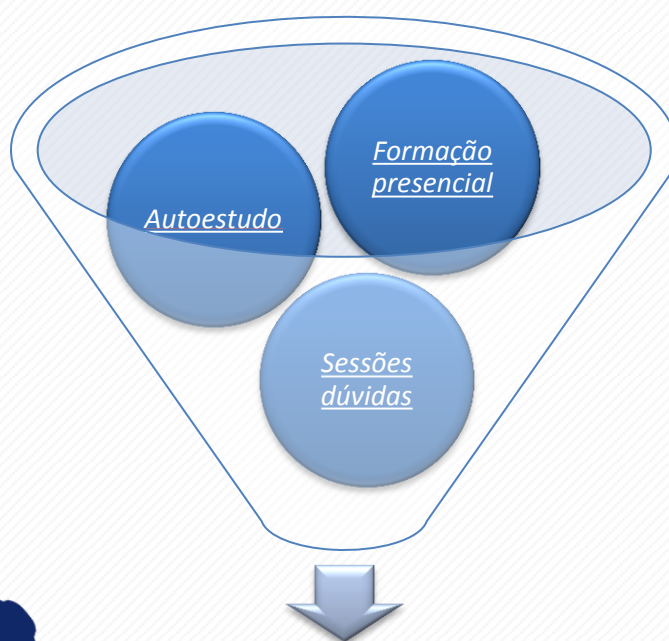 Formação
presencial
Autoestudo
Sessões
dúvidas